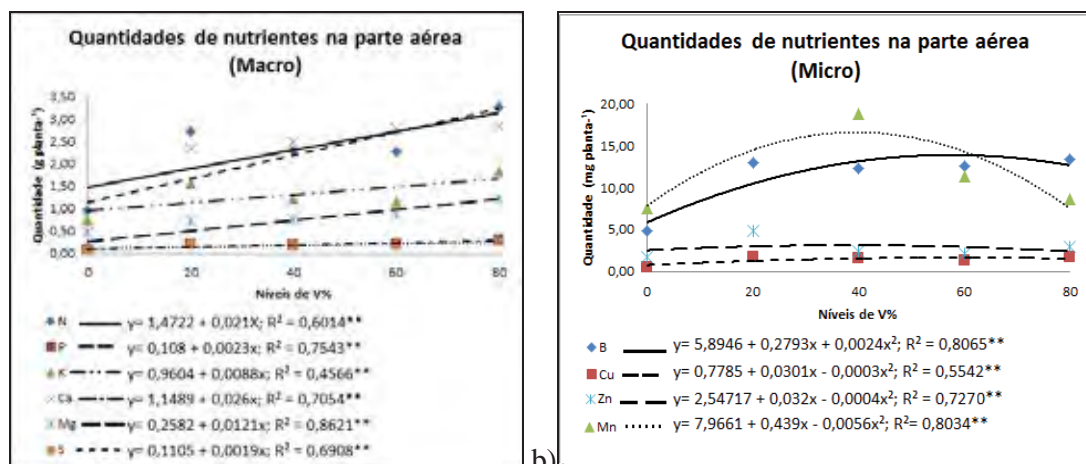 Quantidades de nutrientes na parte aérea
(Macro)
Quantidade (g planta-¹)
3,50
3,00
2,50
2,00
1,50
1,00
0,50
0,00
0 20 40 60 80
Níveis de V%
N y= 1,4722 + 0,021X; R² = 0,6014**
P y= 0,108 + 0,0023x; R² = 0,7543**
K y= 0,9604 + 0,0088x; R² = 0,4566**
Ca y= 1,1489 + 0,026x; R² = 0,7054**
Mg y= 0,2582 + 0,0121x; R² = 0,8621**
S y= 0,1105 + 0,0019x; R² = 0,6908**
b)
Quantidades de nutrientes na parte aérea
(Micro)
Quantidade (mg planta-¹)
20,00
15,00
10,00
5,00
0,00
0 20 40 60 80
Níveis de V%
B y= 5,8946 + 0,2793x + 0,0024x²; R² = 0,8065**
Cu y= 0,7785 + 0,0301x - 0,0003x²; R² = 0,5542**
Zn y= 2,54717 + 0,032x - 0,0004x²; R² = 0,7270**
Mn y= 7,9661 + 0,439x - 0,0056x²; R²= 0,8034**